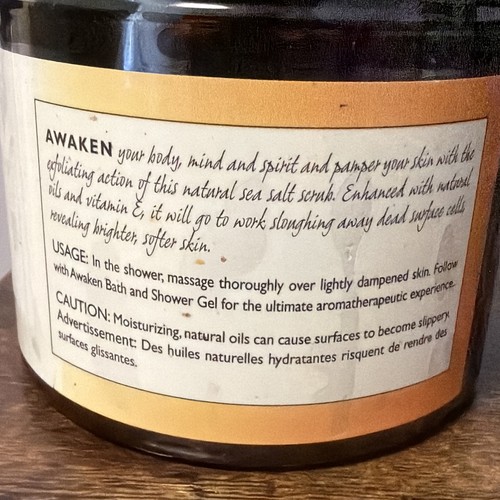 AWAKEN your body, mind and spirit and pamper your skin with the
exfoliating action of this natural sea salt scrub. Enhanced with natural
oils and vitamin E, it will go to work sloughing away dead surface cells,
revealing brighter, softer skin.
USAGE: In the shower, massage thoroughly over lightly dampened skin. Follow
with Awaken Bath and Shower Gel for the ultimate aromatherapeutic experience.
CAUTION: Moisturizing, natural oils can cause surfaces to become slippery.
Advertissement: Des huiles naturelles hydratantes risquent de rendre des
surfaces glissantes.